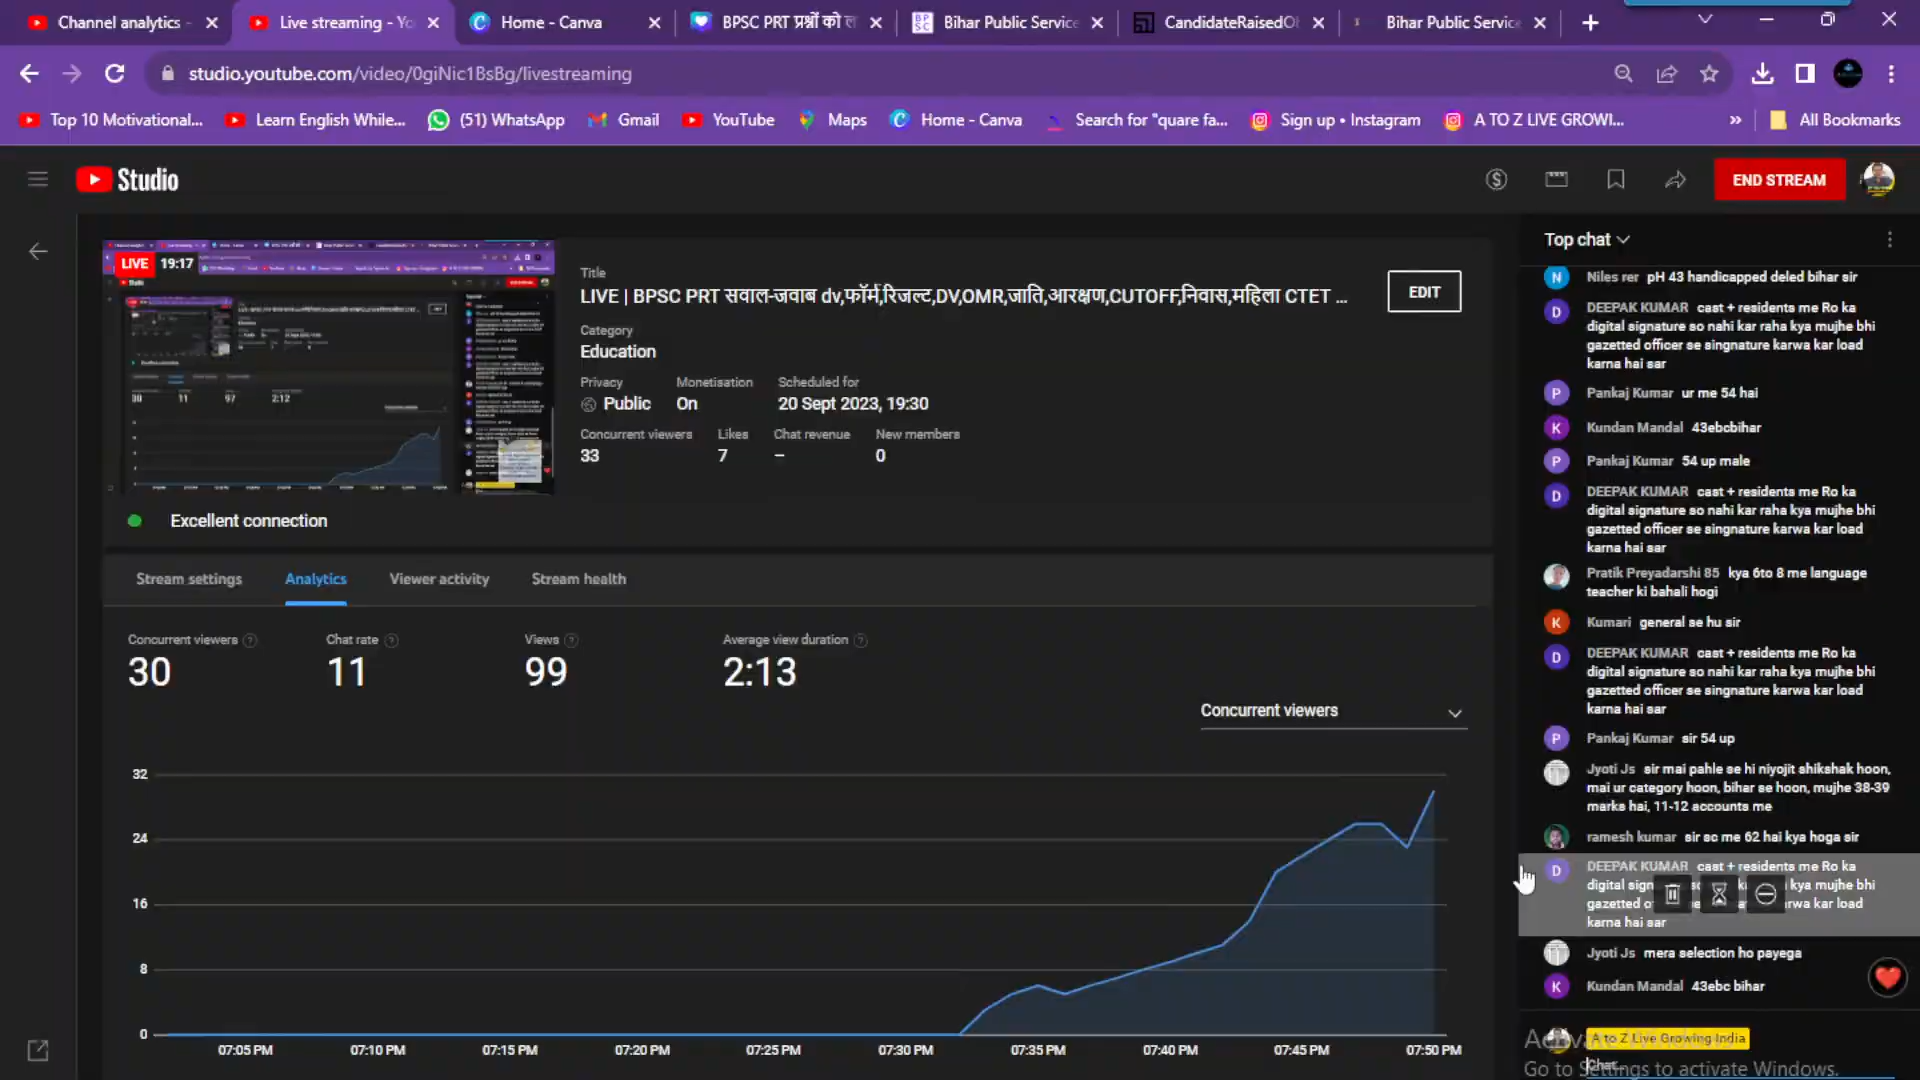 Channel analytics -
Live streaming - Yo
Home - Canva
BPSC PRT प्रश्नों को ल
Bihar Public Service
CandidateRaisedO
Bihar Public Service
studio.youtube.com/video/0giNic1BsBg/livestreaming
Top 10 Motivational...
Learn English While...
(51) WhatsApp
Gmail
YouTube
Maps
Home - Canva
Search for "quare fa...
Sign up • Instagram
A TO Z LIVE GROWI...
»
All Bookmarks
Studio
END STREAM
LIVE 19:17
Title
LIVE | BPSC PRT सवाल-जवाब dv,फॉर्म,रिजल्ट,DV,OMR,जाति,आरक्षण,CUTOFF,निवास,महिला CTET ...
EDIT
Category
Education
Privacy
Monetisation
Scheduled for
Public
On
20 Sept 2023, 19:30
Concurrent viewers
Likes
Chat revenue
New members
33
7
–
0
Excellent connection
Stream settings
Analytics
Viewer activity
Stream health
Concurrent viewers
Chat rate
Views
Average view duration
30
11
99
2:13
Concurrent viewers
32
24
16
8
0
07:05 PM
07:10 PM
07:15 PM
07:20 PM
07:25 PM
07:30 PM
07:35 PM
07:40 PM
07:45 PM
07:50 PM
Top chat
N Niles rer pH 43 handicapped deled bihar sir
D DEEPAK KUMAR cast + residents me Ro ka
digital signature so nahi kar raha kya mujhe bhi
gazetted officer se singnature karwa kar load
karna hai sar
P Pankaj Kumar ur me 54 hai
K Kundan Mandal 43ebcbihar
P Pankaj Kumar 54 up male
D DEEPAK KUMAR cast + residents me Ro ka
digital signature so nahi kar raha kya mujhe bhi
gazetted officer se singnature karwa kar load
karna hai sar
Pratik Preyadarshi 85 kya 6to 8 me language
teacher ki bahali hogi
K Kumari general se hu sir
D DEEPAK KUMAR cast + residents me Ro ka
digital signature so nahi kar raha kya mujhe bhi
gazetted officer se singnature karwa kar load
karna hai sar
P Pankaj Kumar sir 54 up
Jyoti Js sir mai pahle se hi niyojit shikshak hoon,
mai ur category hoon, bihar se hoon, mujhe 38-39
marks hai, 11-12 accounts me
ramesh kumar sir sc me 62 hai kya hoga sir
D DEEPAK KUMAR cast + residents me Ro ka
digital kya mujhe bhi
gazetted karwa kar load
karna hai sar
Jyoti Js mera selection ho payega
K Kundan Mandal 43ebc bihar
A to Z Live Growing India
Chat...
Go to Settings to activate Windows.